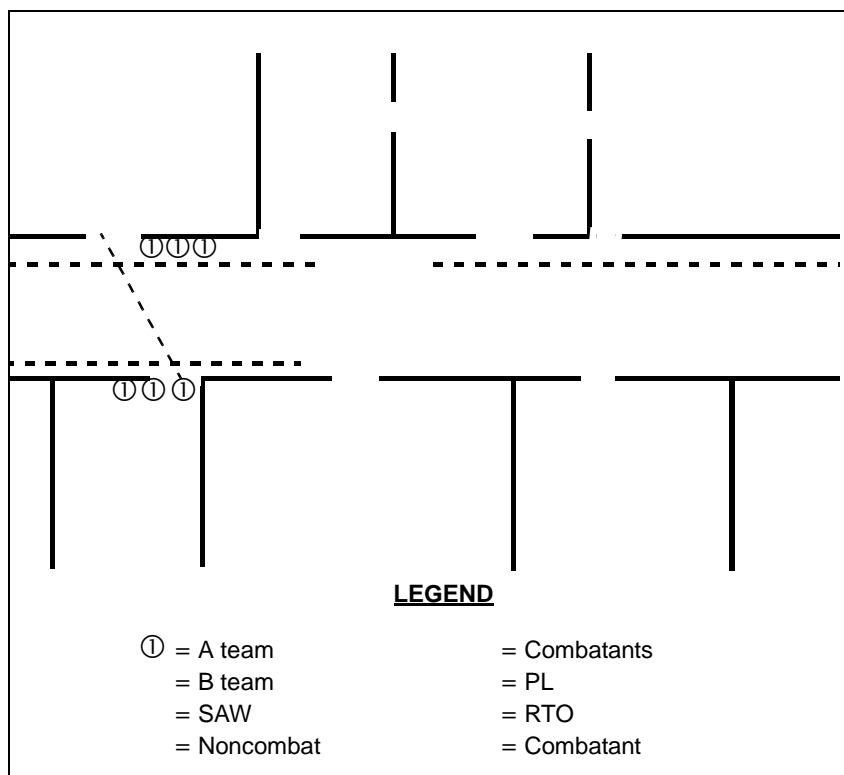 ①①①
①①①
LEGEND
① = A team = Combatants
= B team = PL
= SAW = RTO
= Noncombat = Combatant